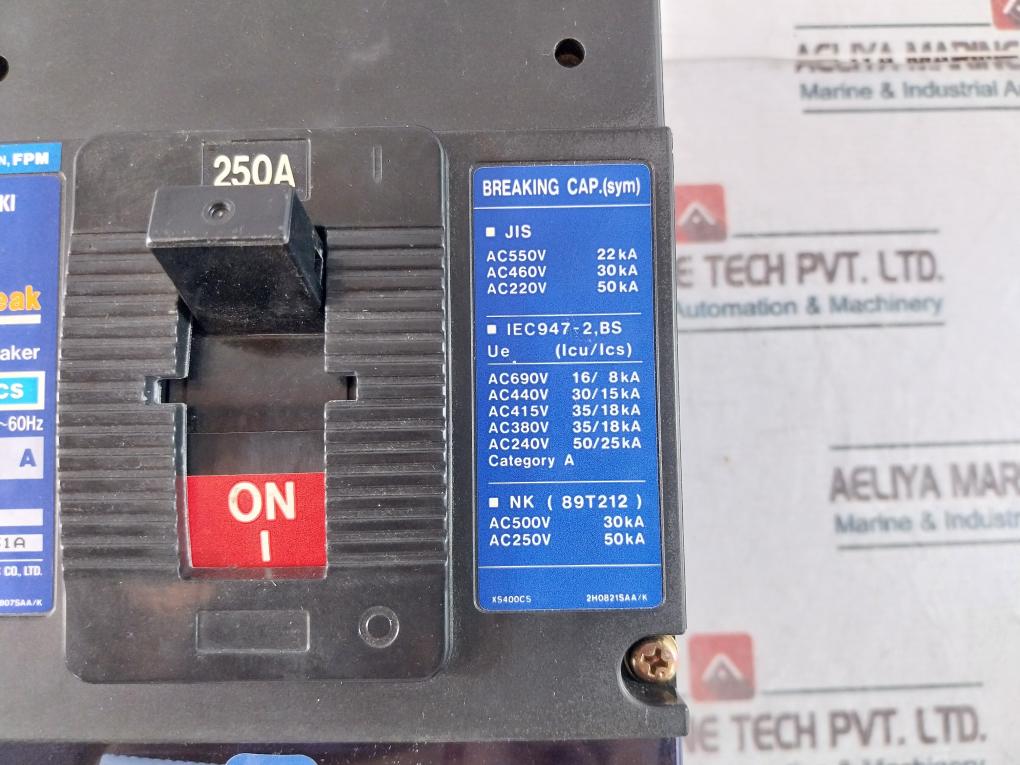 N, FPM
KI
eak
aker
CS
~60Hz
A
51A
CO., LTD.
807SAA/K
250A
I
ON
I
O
BREAKING CAP.(sym)
■ JIS
AC550V 22kA
AC460V 30kA
AC220V 50kA
■ IEC947-2,BS
Ue (Icu/Ics)
AC690V 16/ 8kA
AC440V 30/15kA
AC415V 35/18kA
AC380V 35/18kA
AC240V 50/25kA
Category A
■ NK ( 89T212 )
AC500V 30kA
AC250V 50kA
XS400CS 2H0821SAA/K
AELIYA MARINE
Marine & Industrial A
E TECH PVT. LTD.
Automation & Machinery
AELIYA MAR
Marine & Industr
NE TECH PVT. LTD.